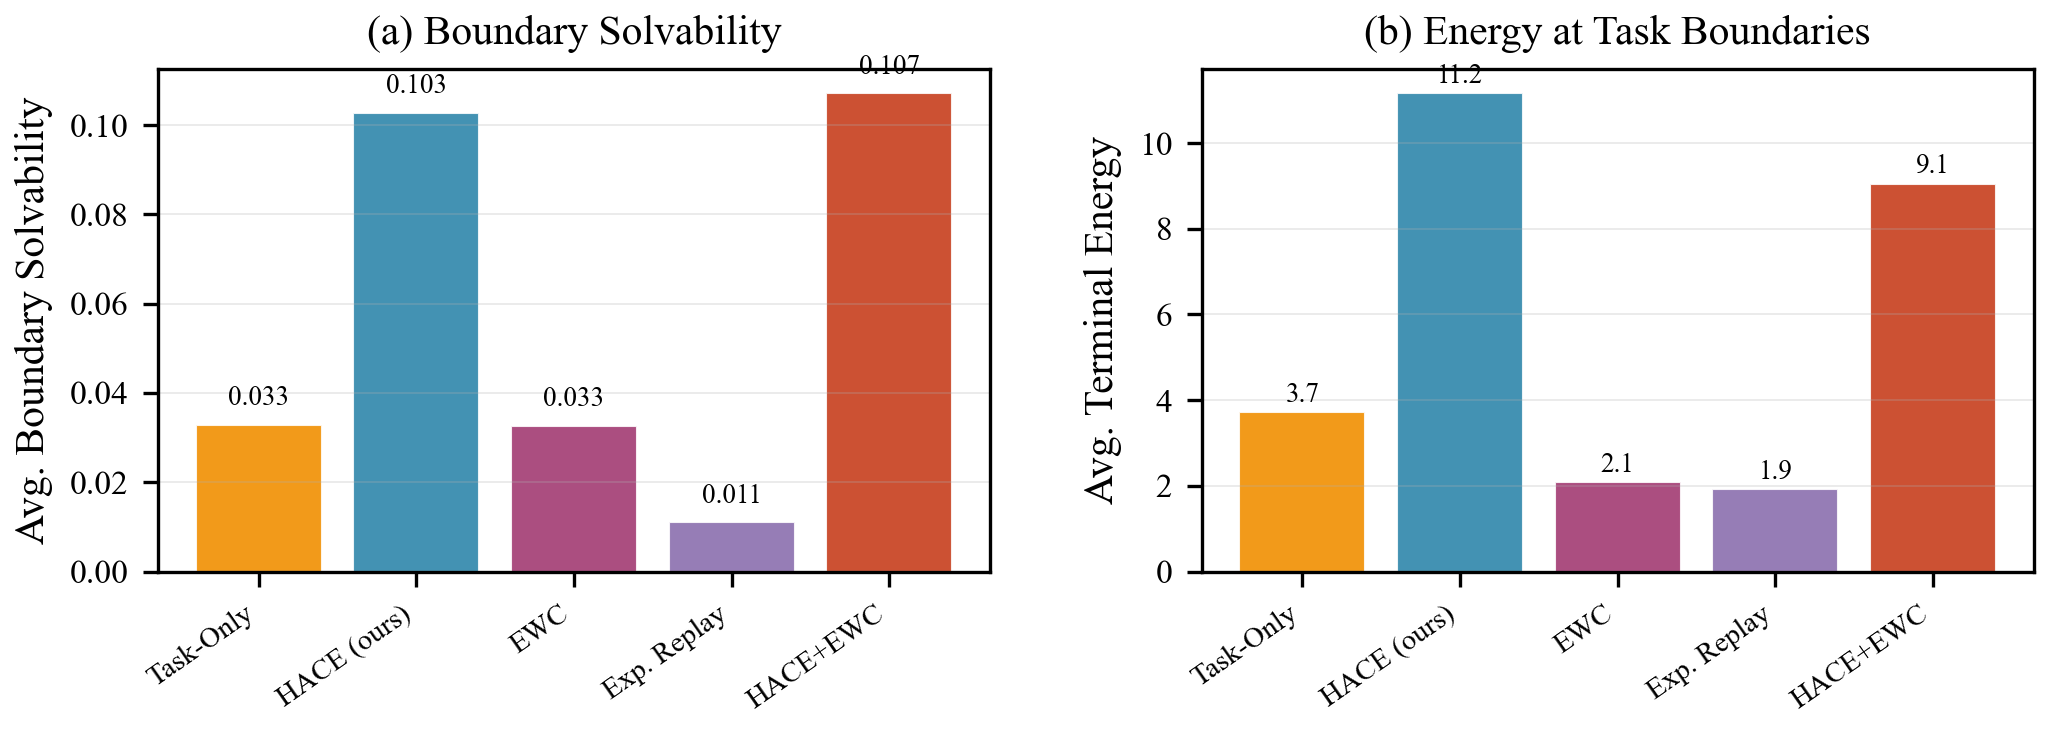 (a) Boundary Solvability
Avg. Boundary Solvability
0.10
0.08
0.06
0.04
0.02
0.00
0.033
0.103
0.033
0.011
0.107
Task-Only
HACE (ours)
EWC
Exp. Replay
HACE+EWC
(b) Energy at Task Boundaries
Avg. Terminal Energy
10
8
6
4
2
0
3.7
11.2
2.1
1.9
9.1
Task-Only
HACE (ours)
EWC
Exp. Replay
HACE+EWC